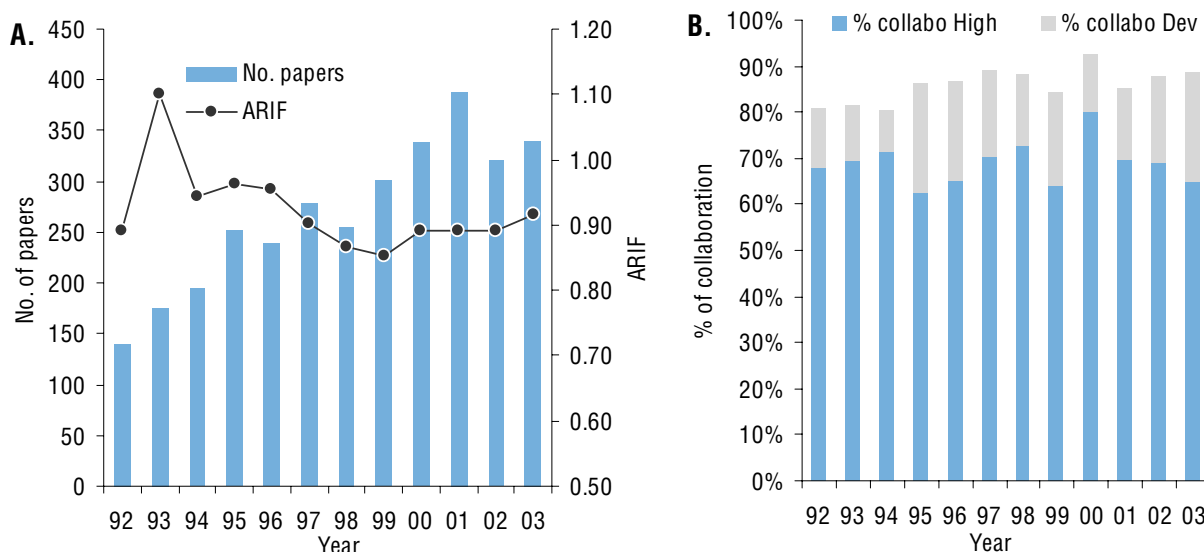 A.
No. papers
ARIF
450
400
350
300
250
200
150
100
50
0
No. of papers
1.20
1.10
1.00
0.90
0.80
0.70
0.60
0.50
ARIF
92 93 94 95 96 97 98 99 00 01 02 03
Year
B.
% collabo High % collabo Dev
100%
90%
80%
70%
60%
50%
40%
30%
20%
10%
0%
% of collaboration
92 93 94 95 96 97 98 99 00 01 02 03
Year